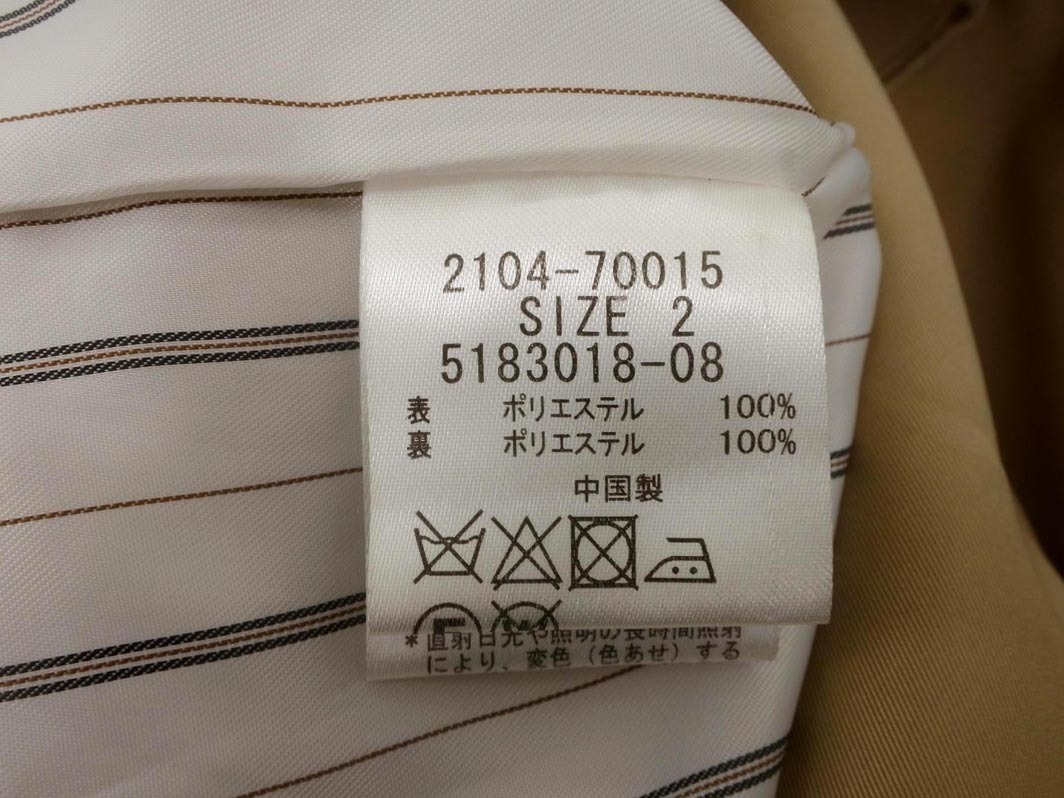 2104-70015
SIZE 2
5183018-08
表 ポリエステル 100%
裏 ポリエステル 100%
中国製
*直射日光や照明の長時間照射
により、変色(色あせ)する